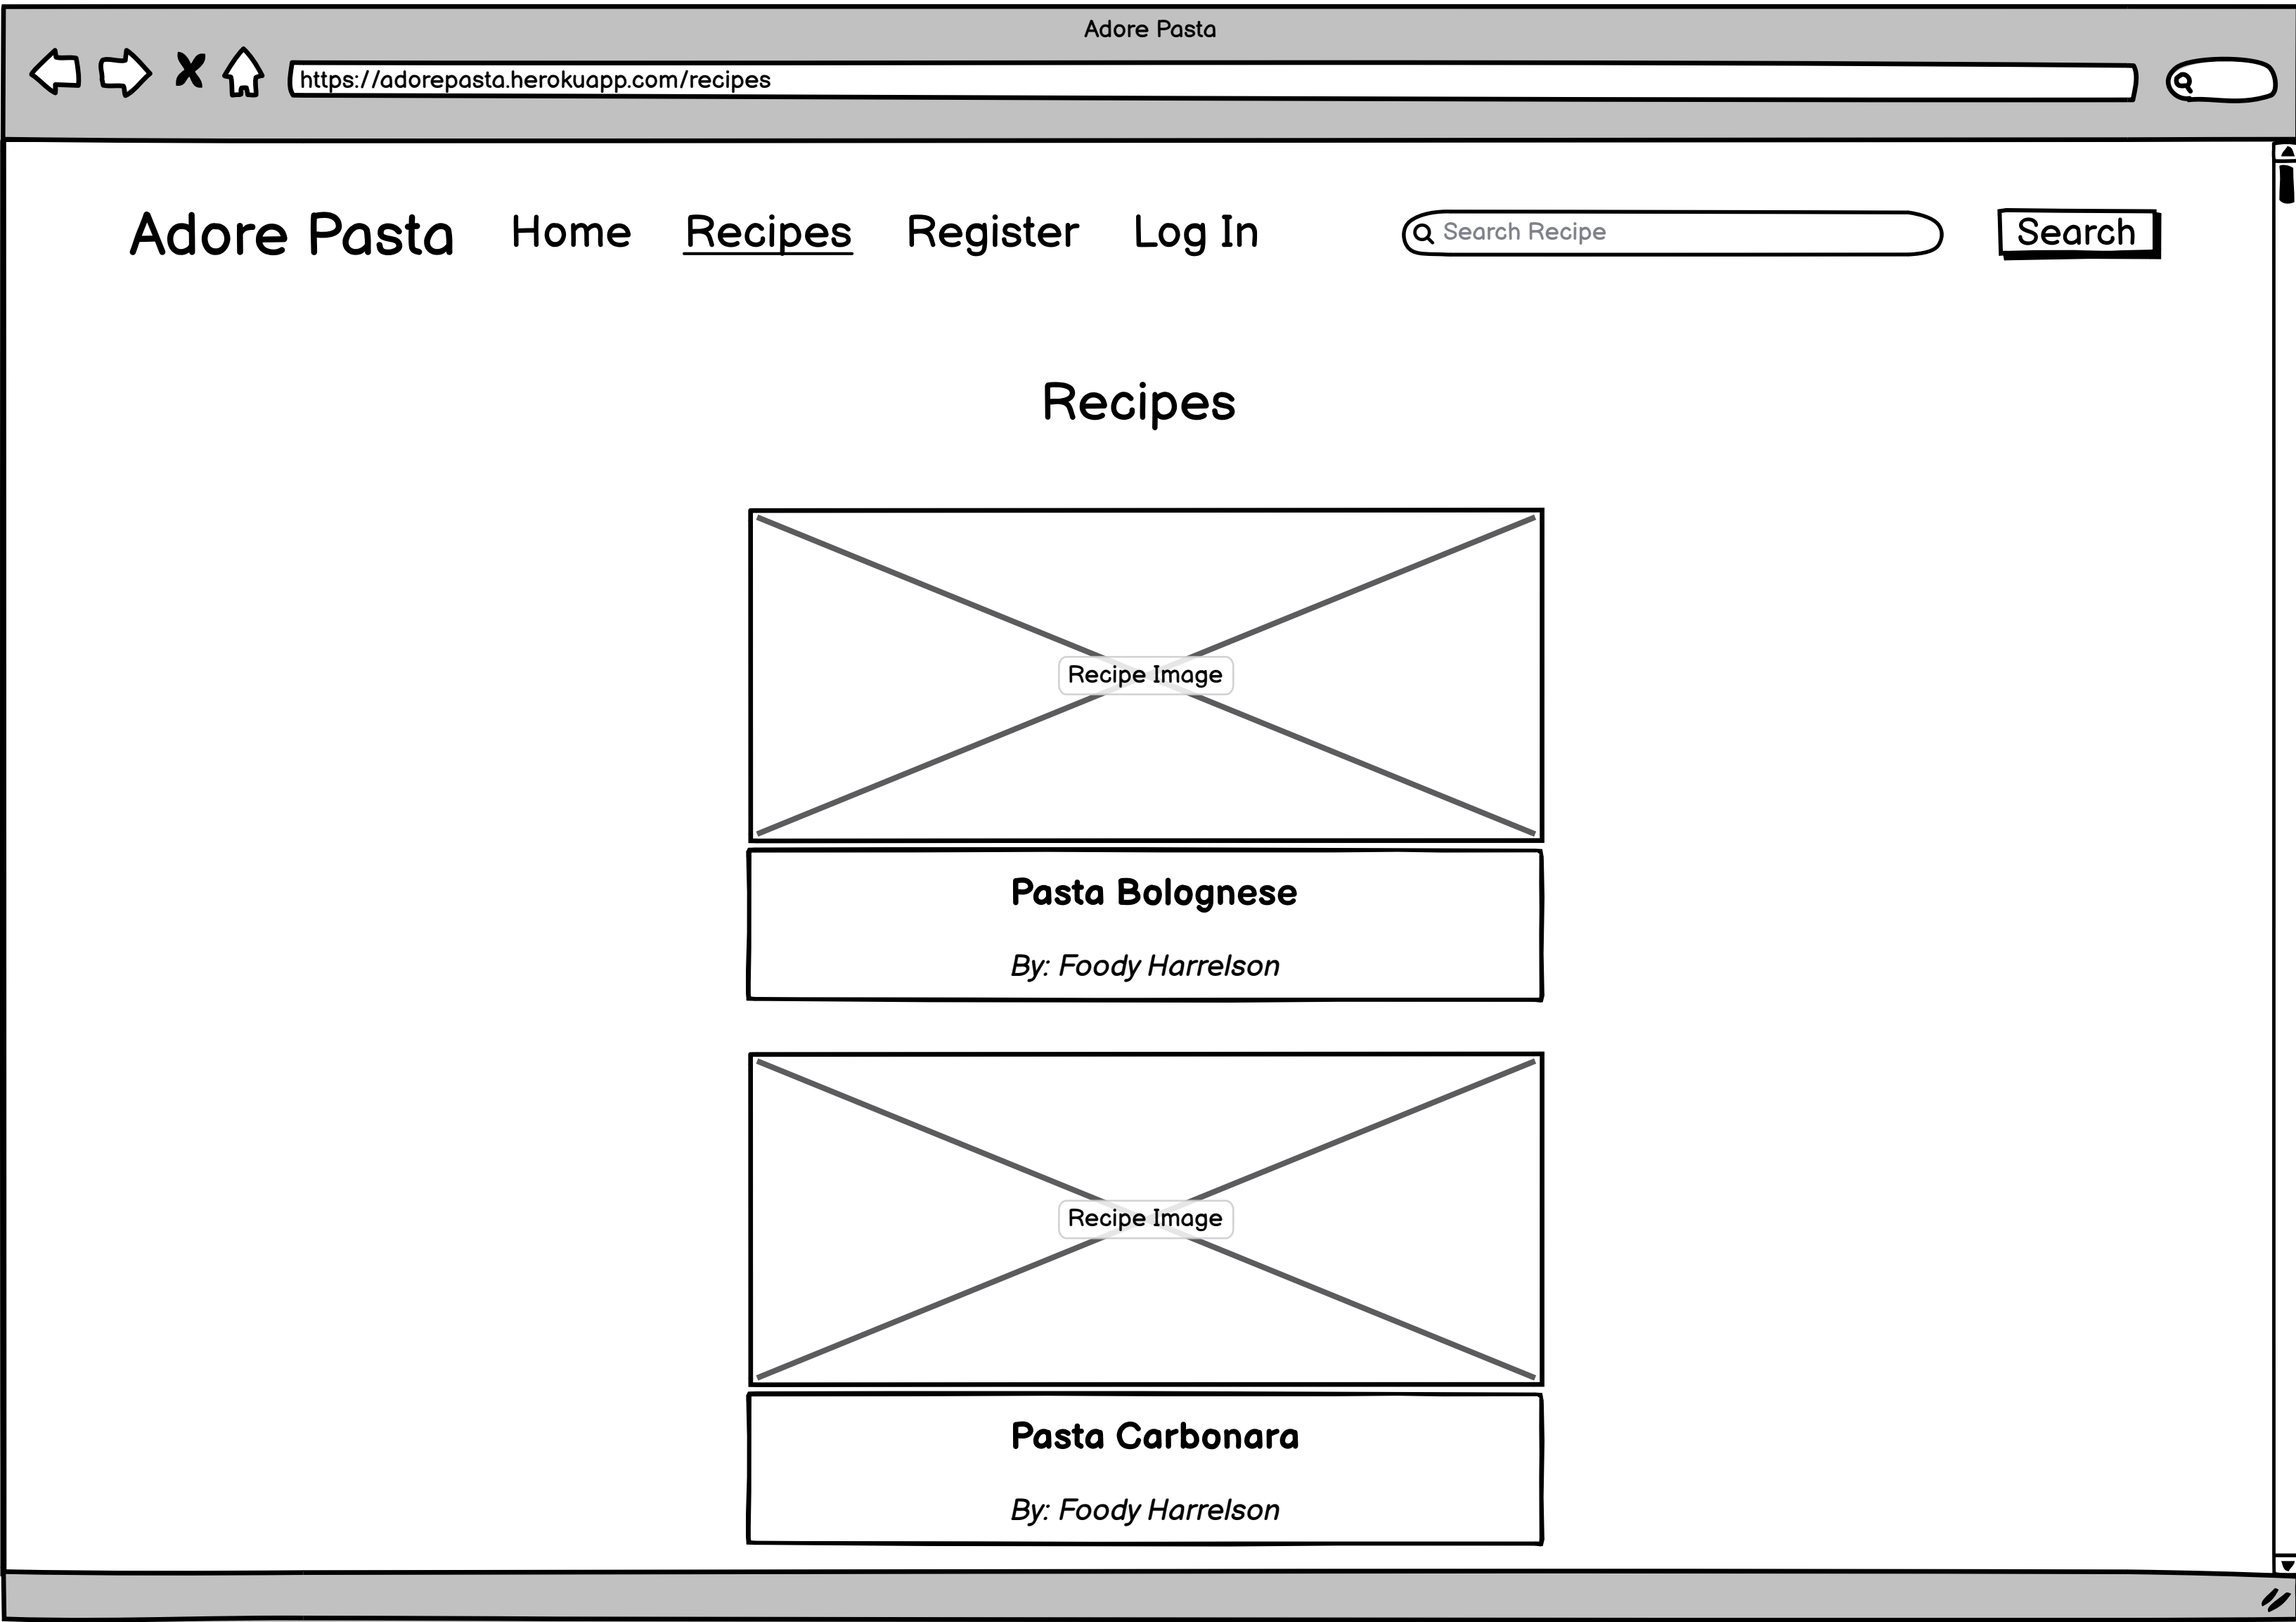 Adore Pasta
https://adorepasta.herokuapp.com/recipes
Adore Pasta Home Recipes Register Log In Search Recipe Search
Recipes
Recipe Image
Pasta Bolognese
By: Foody Harrelson
Recipe Image
Pasta Carbonara
By: Foody Harrelson